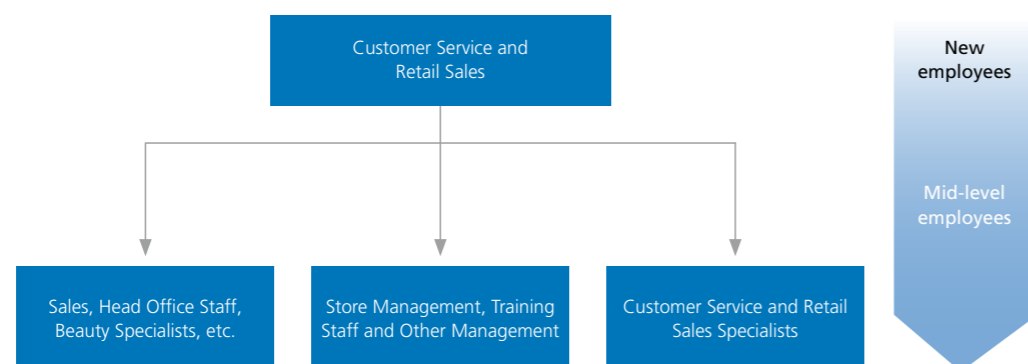 Customer Service and
Retail Sales
New
employees
Mid-level
employees
Sales, Head Office Staff,
Beauty Specialists, etc.
Store Management, Training
Staff and Other Management
Customer Service and Retail
Sales Specialists